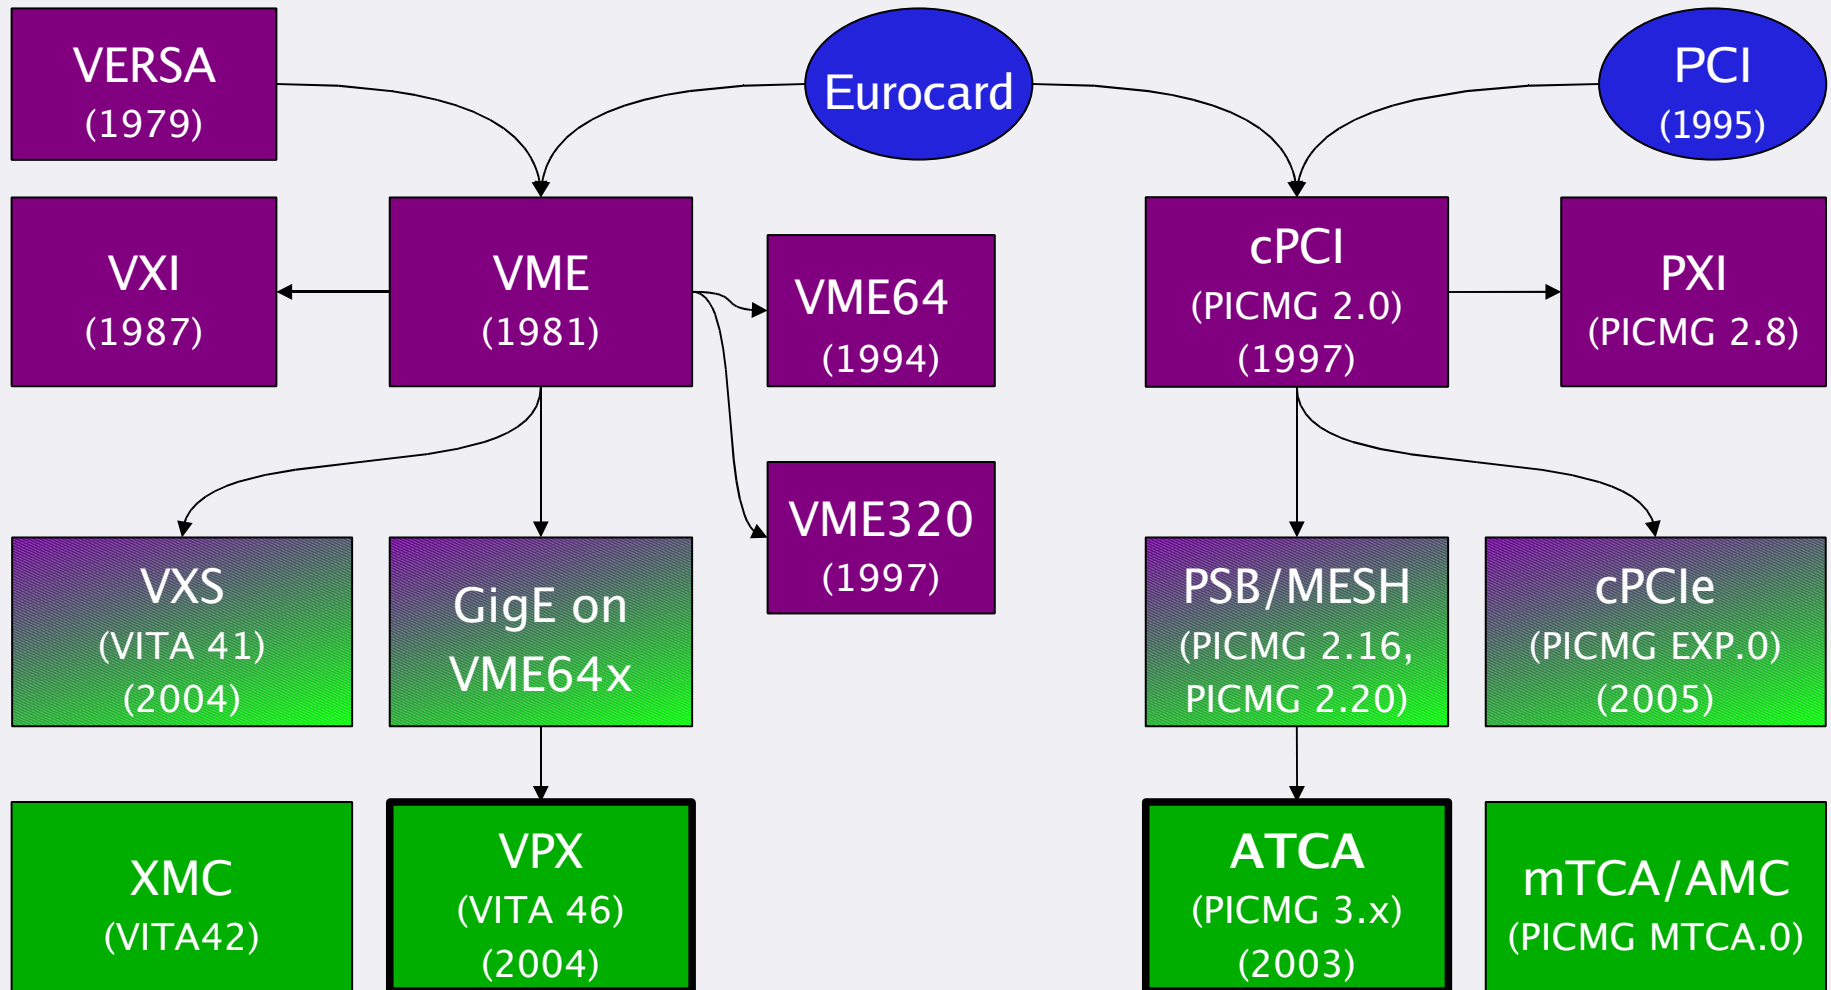 VERSA
(1979)
Eurocard
PCI
(1995)
VXI
(1987)
VME
(1981)
VME64
(1994)
cPCI
(PICMG 2.0)
(1997)
PXI
(PICMG 2.8)
VME320
(1997)
VXS
(VITA 41)
(2004)
GigE on
VME64x
PSB/MESH
(PICMG 2.16,
PICMG 2.20)
cPCIe
(PICMG EXP.0)
(2005)
XMC
(VITA42)
VPX
(VITA 46)
(2004)
ATCA
(PICMG 3.x)
(2003)
mTCA/AMC
(PICMG MTCA.0)